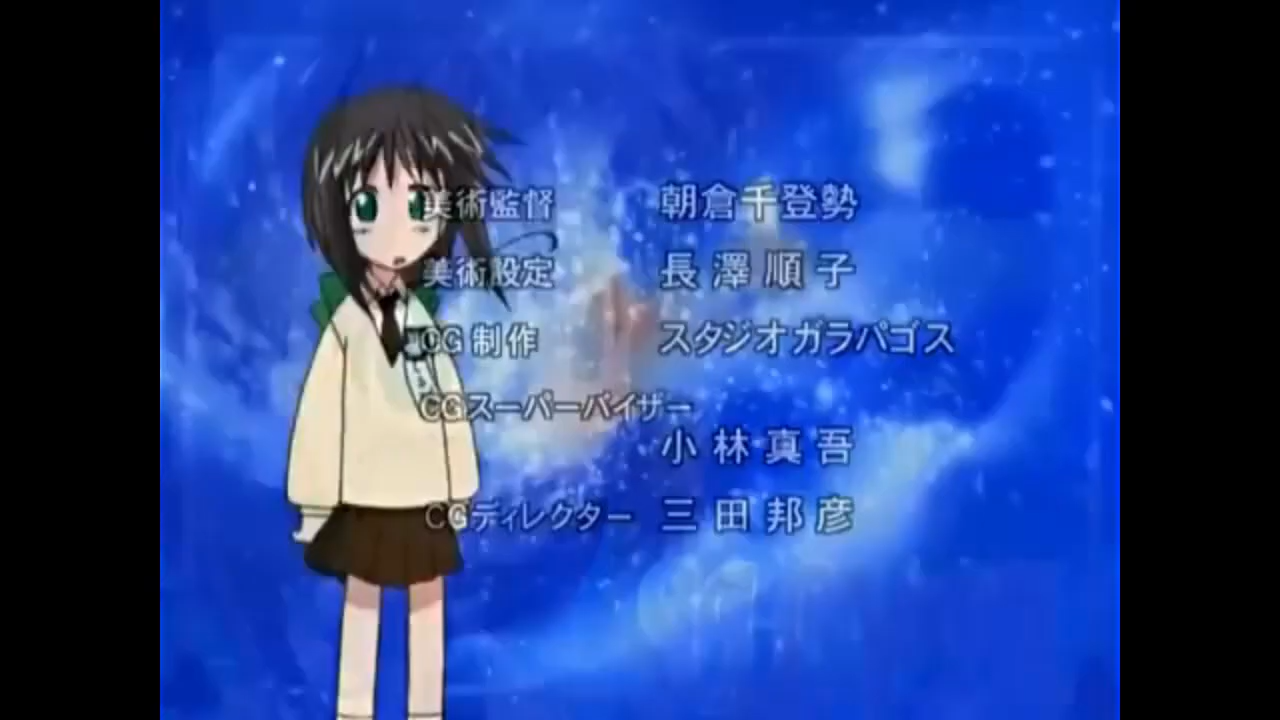 美術監督 朝倉千登勢
美術設定 長澤順子
CG制作 スタジオガラパゴス
CGスーパーバイザー
小林真吾
CGディレクター 三田邦彦